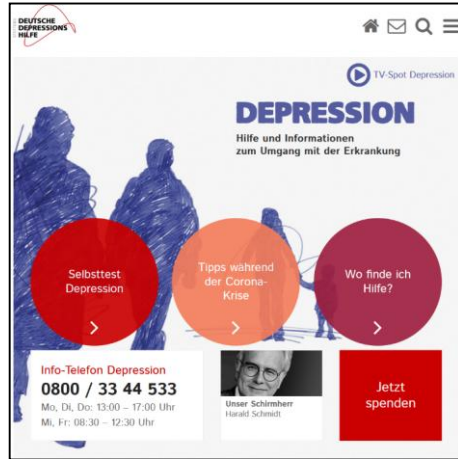 DEUTSCHE
DEPRESSIONS
HILFE
TV-Spot Depression
DEPRESSION
Hilfe und Informationen
zum Umgang mit der Erkrankung
Selbsttest
Depression
Tipps während
der Corona-
Krise
Wo finde ich
Hilfe?
Info-Telefon Depression
0800 / 33 44 533
Mo, Di, Do: 13:00 – 17:00 Uhr
Mi, Fr: 08:30 – 12:30 Uhr
Unser Schirmherr
Harald Schmidt
Jetzt
spenden